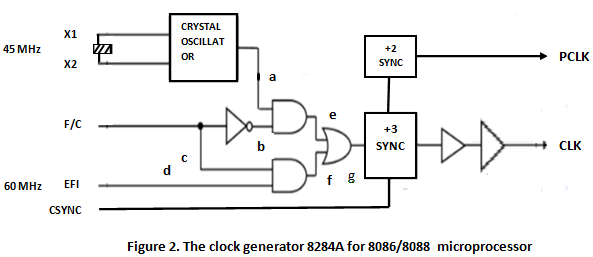 CRYSTAL
OSCILLAT
OR
X1
45 MHz
X2
+2
SYNC
PCLK
a
F/C
e
+3
SYNC
CLK
b
c
d
f
g
60 MHz
EFI
CSYNC
Figure 2. The clock generator 8284A for 8086/8088 microprocessor